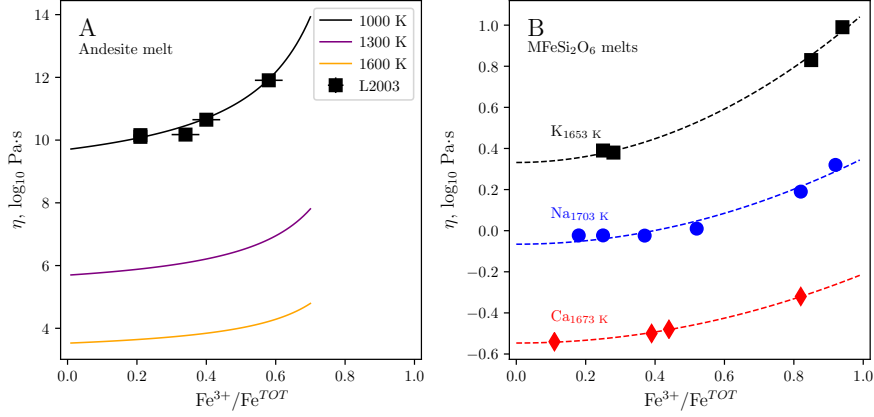 A
Andesite melt
1000 K
1300 K
1600 K
L2003
14
12
10
8
6
4
η, log₁₀ Pa·s
0.0 0.2 0.4 0.6 0.8 1.0
Fe³⁺/Feᵀᴼᵀ
B
MFeSi₂O₆ melts
K₁₆₅₃ K
Na₁₇₀₃ K
Ca₁₆₇₃ K
1.0
0.8
0.6
0.4
0.2
0.0
−0.2
−0.4
−0.6
η, log₁₀ Pa·s
0.0 0.2 0.4 0.6 0.8 1.0
Fe³⁺/Feᵀᴼᵀ